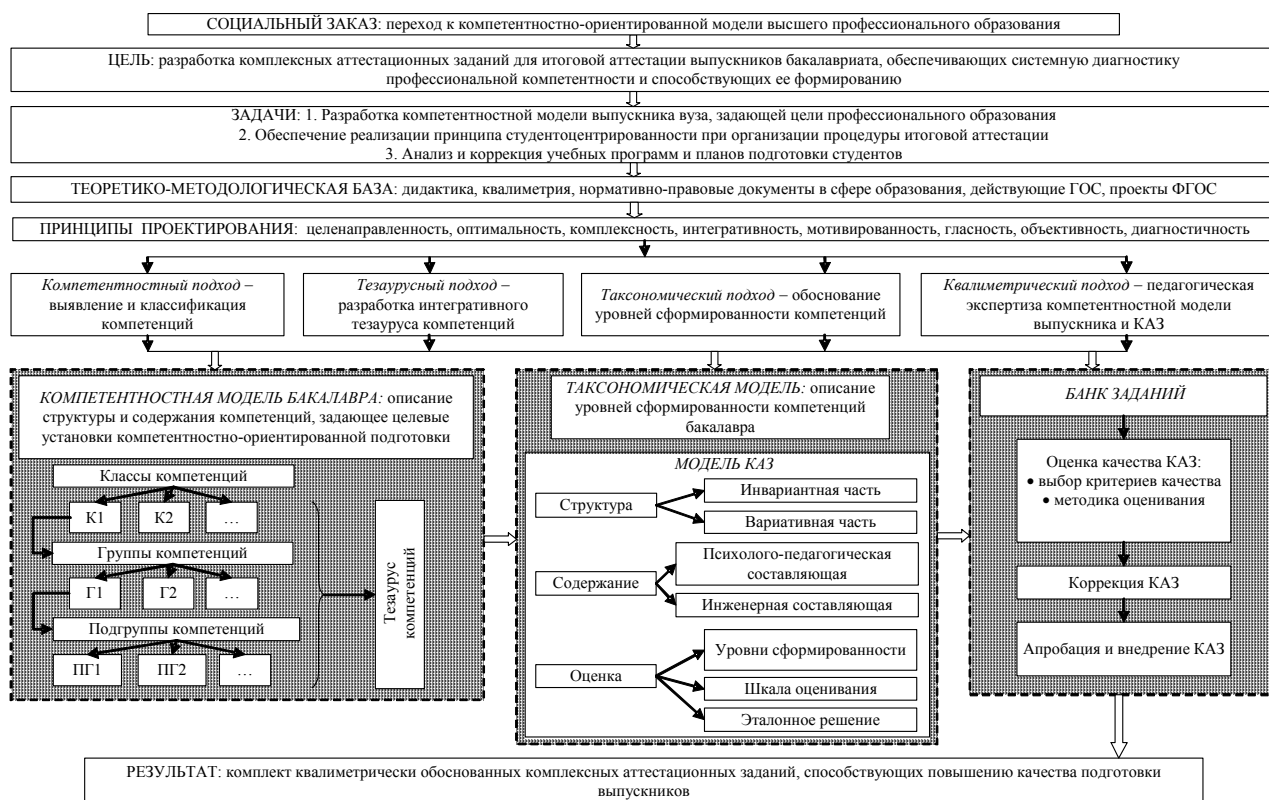 СОЦИАЛЬНЫЙ ЗАКАЗ: переход к компетентностно-ориентированной модели высшего профессионального образования
ЦЕЛЬ: разработка комплексных аттестационных заданий для итоговой аттестации выпускников бакалавриата, обеспечивающих системную диагностику
профессиональной компетентности и способствующих ее формированию
ЗАДАЧИ: 1. Разработка компетентностной модели выпускника вуза, задающей цели профессионального образования
2. Обеспечение реализации принципа студентоцентрированности при организации процедуры итоговой аттестации
3. Анализ и коррекция учебных программ и планов подготовки студентов
ТЕОРЕТИКО-МЕТОДОЛОГИЧЕСКАЯ БАЗА: дидактика, квалиметрия, нормативно-правовые документы в сфере образования, действующие ГОС, проекты ФГОС
ПРИНЦИПЫ ПРОЕКТИРОВАНИЯ: целенаправленность, оптимальность, комплексность, интегративность, мотивированность, гласность, объективность, диагностичность
Компетентностный подход –
выявление и классификация
компетенций
Тезаурусный подход –
разработка интегративного
тезауруса компетенций
Таксономический подход – обоснование
уровней сформированности компетенций
Квалиметрический подход – педагогическая
экспертиза компетентностной модели
выпускника и КАЗ
КОМПЕТЕНТНОСТНАЯ МОДЕЛЬ БАКАЛАВРА: описание
структуры и содержания компетенций, задающее целевые
установки компетентностно-ориентированной подготовки
Классы компетенций
К1
К2
…
Группы компетенций
Г1
Г2
…
Подгруппы компетенций
ПГ1
ПГ2
…
Тезаурус
компетенций
ТАКСОНОМИЧЕСКАЯ МОДЕЛЬ: описание
уровней сформированности компетенций
бакалавра
МОДЕЛЬ КАЗ
Структура
Инвариантная часть
Вариативная часть
Содержание
Психолого-педагогическая
составляющая
Инженерная составляющая
Оценка
Уровни сформированности
Шкала оценивания
Эталонное решение
БАНК ЗАДАНИЙ
Оценка качества КАЗ:
• выбор критериев качества
• методика оценивания
Коррекция КАЗ
Апробация и внедрение КАЗ
РЕЗУЛЬТАТ: комплект квалиметрически обоснованных комплексных аттестационных заданий, способствующих повышению качества подготовки
выпускников